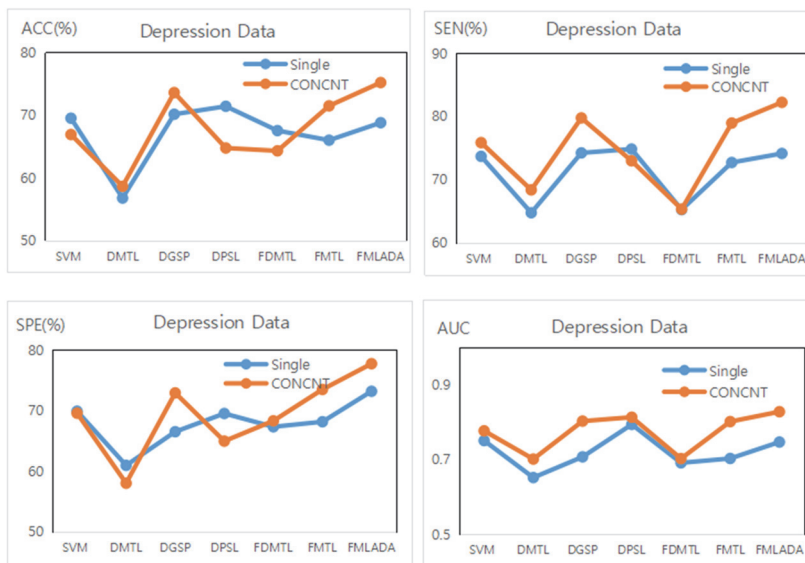 ACC(%)
Depression Data
80
70
60
50
Single
CONCNT
SVM DMTL DGSP DPSL FDMTL FMTL FMLADA
SEN(%)
Depression Data
90
80
70
60
Single
CONCNT
SVM DMTL DGSP DPSL FDMTL FMTL FMLADA
SPE(%)
Depression Data
80
70
60
50
Single
CONCNT
SVM DMTL DGSP DPSL FDMTL FMTL FMLADA
AUC
Depression Data
0.9
0.7
0.5
Single
CONCNT
SVM DMTL DGSP DPSL FDMTL FMTL FMLADA